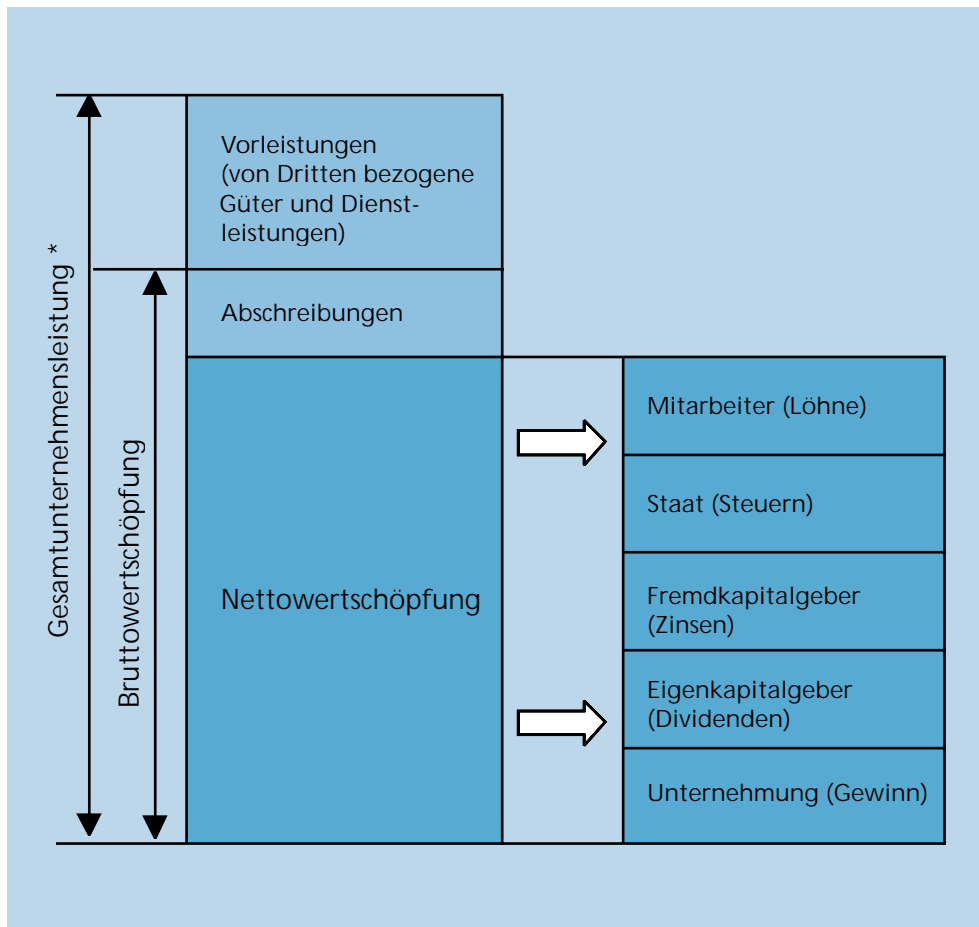 Gesamtunternehmensleistung *
Bruttowertschöpfung
Vorleistungen
(von Dritten bezogene
Güter und Dienst-
leistungen)
Abschreibungen
Nettowertschöpfung
Mitarbeiter (Löhne)
Staat (Steuern)
Fremdkapitalgeber
(Zinsen)
Eigenkapitalgeber
(Dividenden)
Unternehmung (Gewinn)